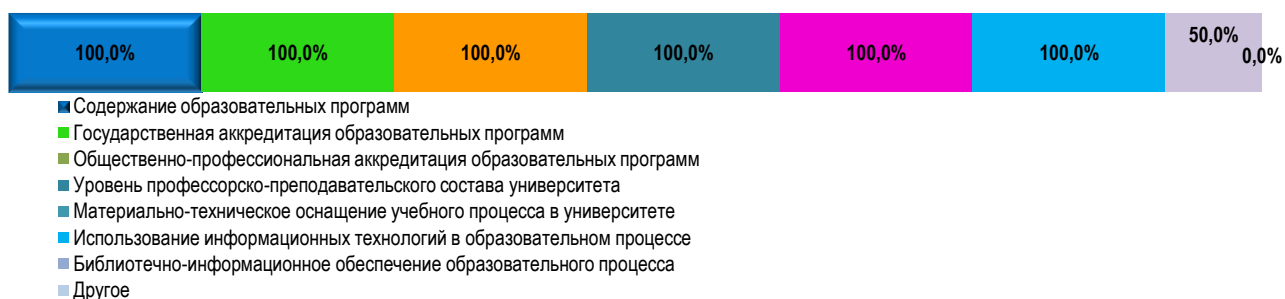 100,0% 100,0% 100,0% 100,0% 100,0% 100,0% 50,0% 0,0%
Содержание образовательных программ
Государственная аккредитация образовательных программ
Общественно-профессиональная аккредитация образовательных программ
Уровень профессорско-преподавательского состава университета
Материально-техническое оснащение учебного процесса в университете
Использование информационных технологий в образовательном процессе
Библиотечно-информационное обеспечение образовательного процесса
Другое